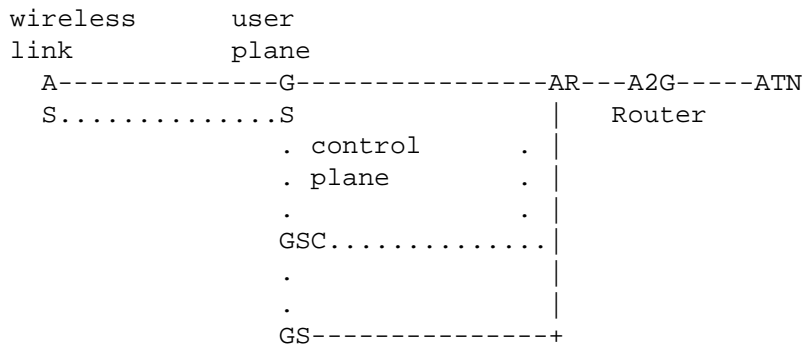 wireless        user
link            plane
  A--------------G----------------AR---A2G-----ATN
  S..............S                 |   Router
                 . control      .  |
                 . plane        .  |
                 .              .  |
                 GSC...............|
                 .                 |
                 .                 |
                 GS----------------+